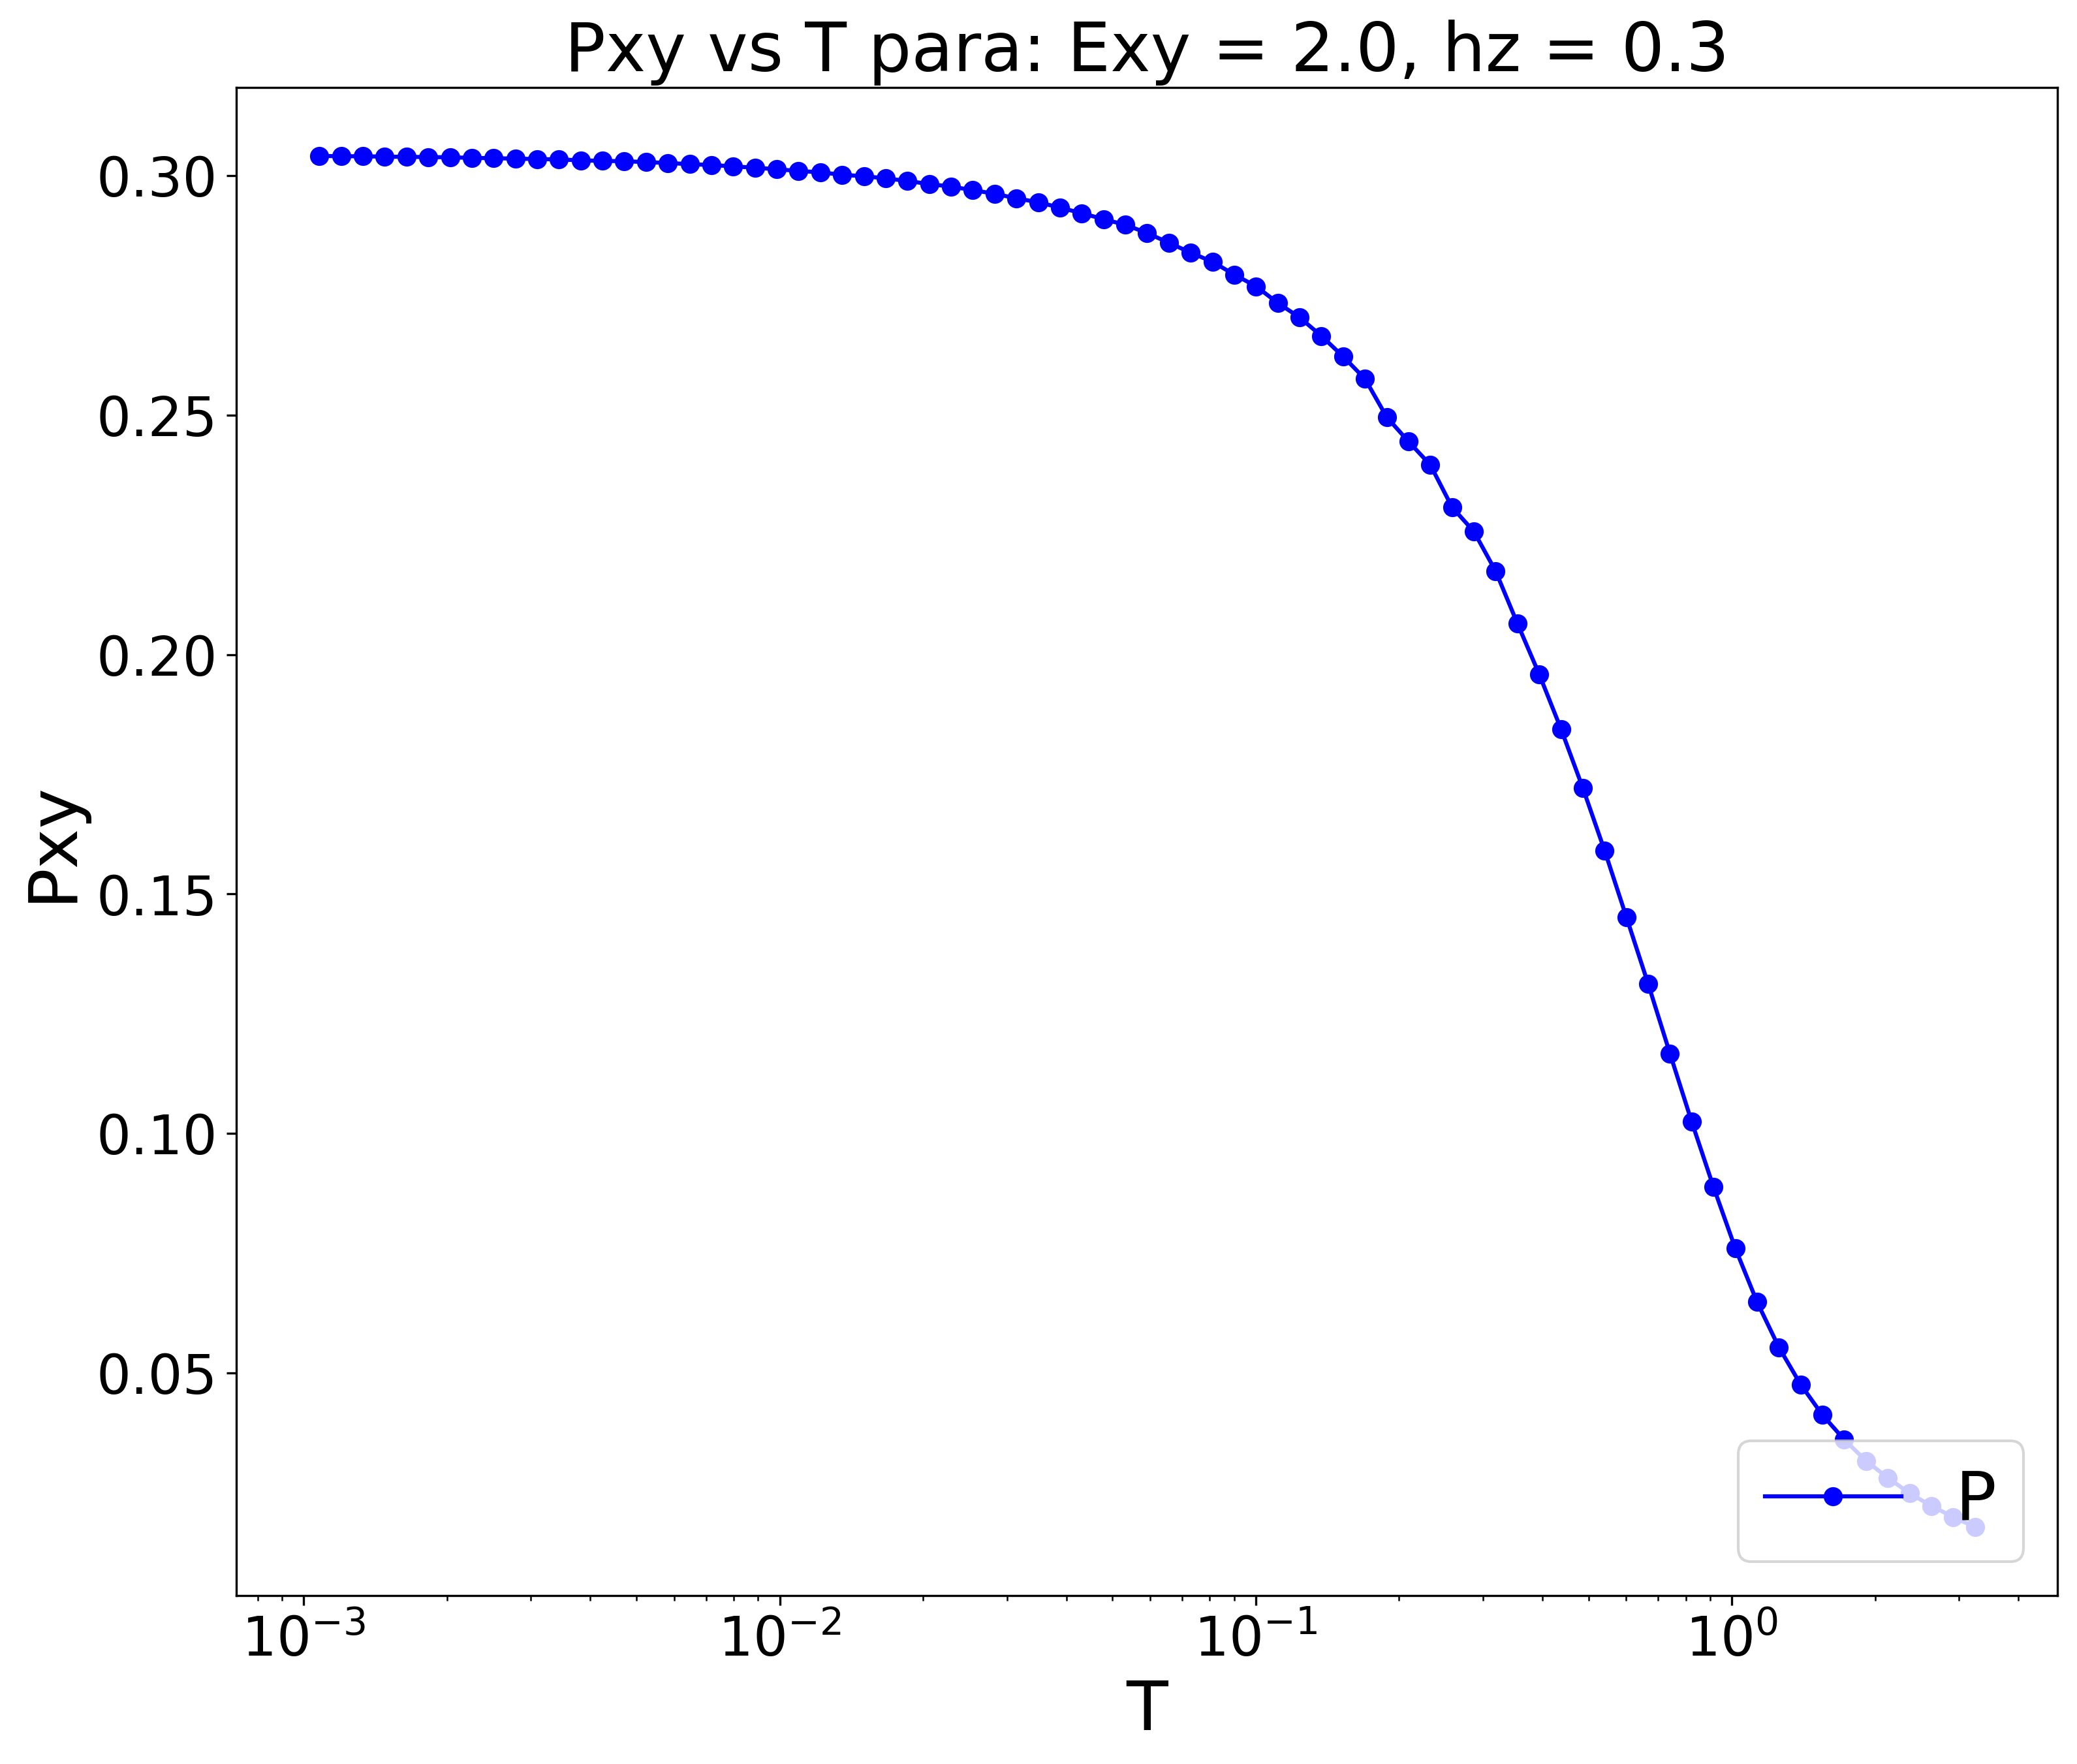 Pxy vs T para: Exy = 2.0, hz = 0.3
Pxy
0.30
0.25
0.20
0.15
0.10
0.05
P
10⁻³ 10⁻² 10⁻¹ 10⁰
T